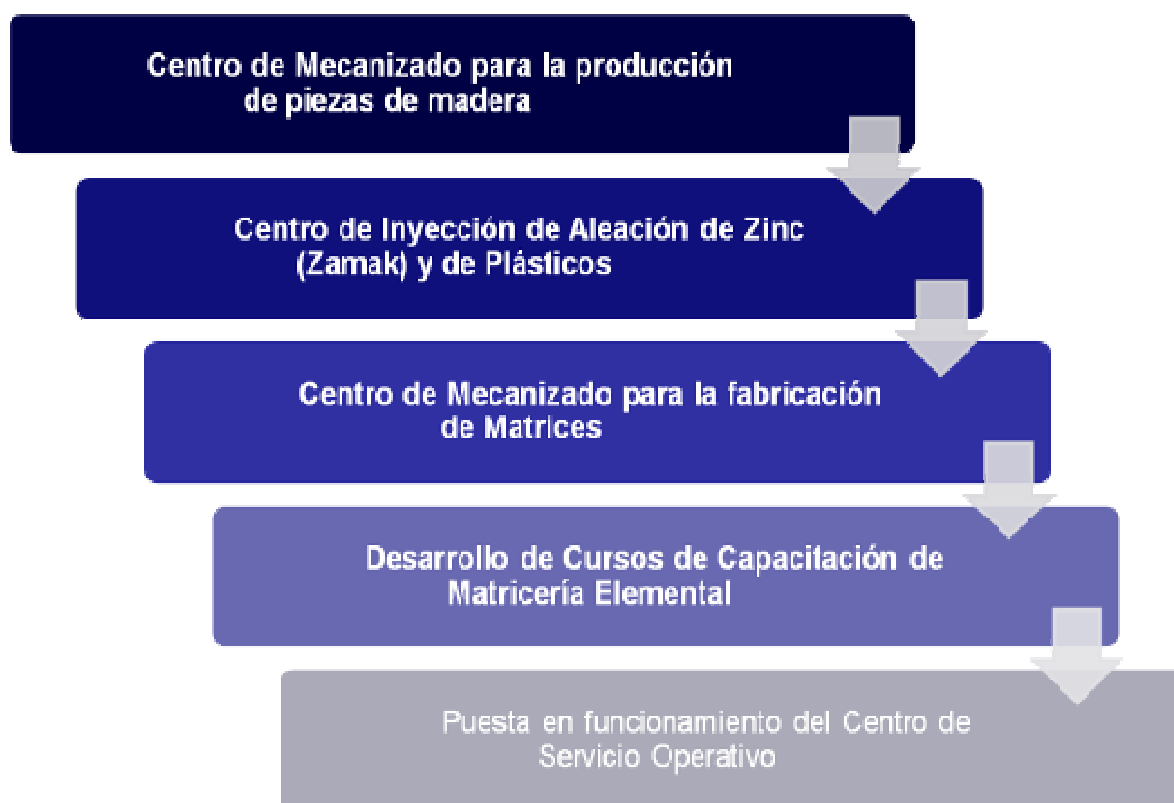 Centro de Mecanizado para la producción
de piezas de madera
Centro de Inyección de Aleación de Zinc
(Zamak) y de Plásticos
Centro de Mecanizado para la fabricación
de Matrices
Desarrollo de Cursos de Capacitación de
Matricería Elemental
Puesta en funcionamiento del Centro de
Servicio Operativo